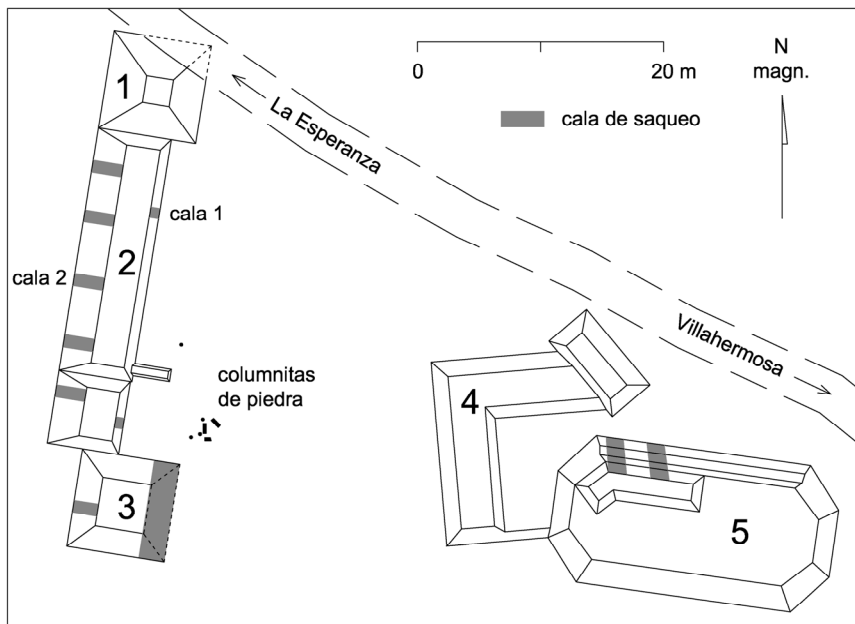 1
0
20 m
N
magn.
La Esperanza
cala de saqueo
cala 1
2
cala 2
Villahermosa
columnitas
de piedra
4
3
5